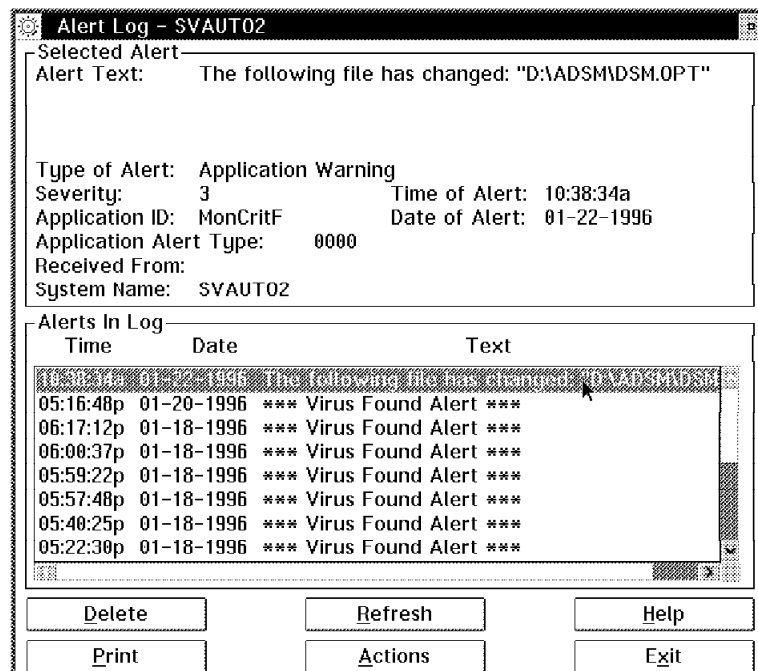 Alert Log - SVAUTO2
Selected Alert
Alert Text: The following file has changed: "D:\ADSM\DSM.OPT"
Type of Alert: Application Warning
Severity: 3 Time of Alert: 10:38:34a
Application ID: MonCritF Date of Alert: 01-22-1996
Application Alert Type: 0000
Received From:
System Name: SVAUTO2
Alerts In Log
Time Date Text
10:38:34a 01-22-1996 The following file has changed: "D:\ADSM\DSM
05:16:48p 01-20-1996 *** Virus Found Alert ***
06:17:12p 01-18-1996 *** Virus Found Alert ***
06:00:37p 01-18-1996 *** Virus Found Alert ***
05:59:22p 01-18-1996 *** Virus Found Alert ***
05:57:48p 01-18-1996 *** Virus Found Alert ***
05:40:25p 01-18-1996 *** Virus Found Alert ***
05:22:30p 01-18-1996 *** Virus Found Alert ***
Delete Refresh Help
Print Actions Exit